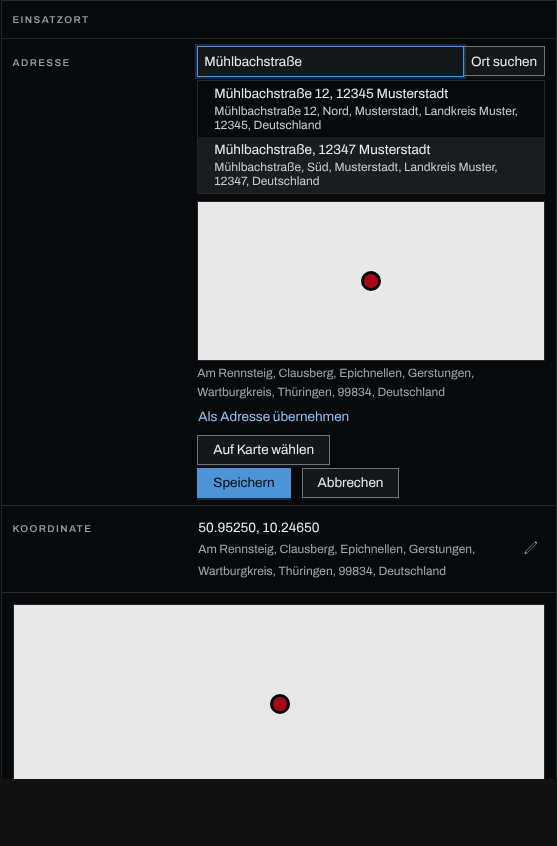 EINSATZORT
ADRESSE
Mühlbachstraße
Ort suchen
Mühlbachstraße 12, 12345 Musterstadt
Mühlbachstraße 12, Nord, Musterstadt, Landkreis Muster,
12345, Deutschland
Mühlbachstraße, 12347 Musterstadt
Mühlbachstraße, Süd, Musterstadt, Landkreis Muster,
12347, Deutschland
Am Rennsteig, Clausberg, Epichnellen, Gerstungen,
Wartburgkreis, Thüringen, 99834, Deutschland
Als Adresse übernehmen
Auf Karte wählen
Speichern
Abbrechen
KOORDINATE
50.95250, 10.24650
Am Rennsteig, Clausberg, Epichnellen, Gerstungen,
Wartburgkreis, Thüringen, 99834, Deutschland